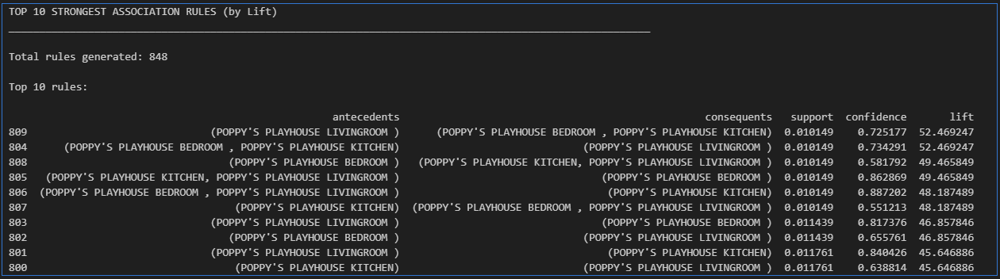 TOP 10 STRONGEST ASSOCIATION RULES (by Lift)
Total rules generated: 848
Top 10 rules:
antecedents consequents support confidence lift
809 (POPPY'S PLAYHOUSE LIVINGROOM ) (POPPY'S PLAYHOUSE BEDROOM , POPPY'S PLAYHOUSE KITCHEN) 0.010149 0.725177 52.469247
804 (POPPY'S PLAYHOUSE BEDROOM , POPPY'S PLAYHOUSE KITCHEN) (POPPY'S PLAYHOUSE LIVINGROOM ) 0.010149 0.734291 52.469247
808 (POPPY'S PLAYHOUSE BEDROOM ) (POPPY'S PLAYHOUSE KITCHEN, POPPY'S PLAYHOUSE LIVINGROOM ) 0.010149 0.581792 49.465849
805 (POPPY'S PLAYHOUSE KITCHEN, POPPY'S PLAYHOUSE LIVINGROOM ) (POPPY'S PLAYHOUSE BEDROOM ) 0.010149 0.862869 49.465849
806 (POPPY'S PLAYHOUSE BEDROOM , POPPY'S PLAYHOUSE LIVINGROOM ) (POPPY'S PLAYHOUSE KITCHEN) 0.010149 0.887202 48.187489
807 (POPPY'S PLAYHOUSE KITCHEN) (POPPY'S PLAYHOUSE BEDROOM , POPPY'S PLAYHOUSE LIVINGROOM ) 0.010149 0.551213 48.187489
803 (POPPY'S PLAYHOUSE LIVINGROOM ) (POPPY'S PLAYHOUSE BEDROOM ) 0.011439 0.817376 46.857846
802 (POPPY'S PLAYHOUSE BEDROOM ) (POPPY'S PLAYHOUSE LIVINGROOM ) 0.011439 0.655761 46.857846
801 (POPPY'S PLAYHOUSE LIVINGROOM ) (POPPY'S PLAYHOUSE KITCHEN) 0.011761 0.840426 45.646886
800 (POPPY'S PLAYHOUSE KITCHEN) (POPPY'S PLAYHOUSE LIVINGROOM ) 0.011761 0.638814 45.646886